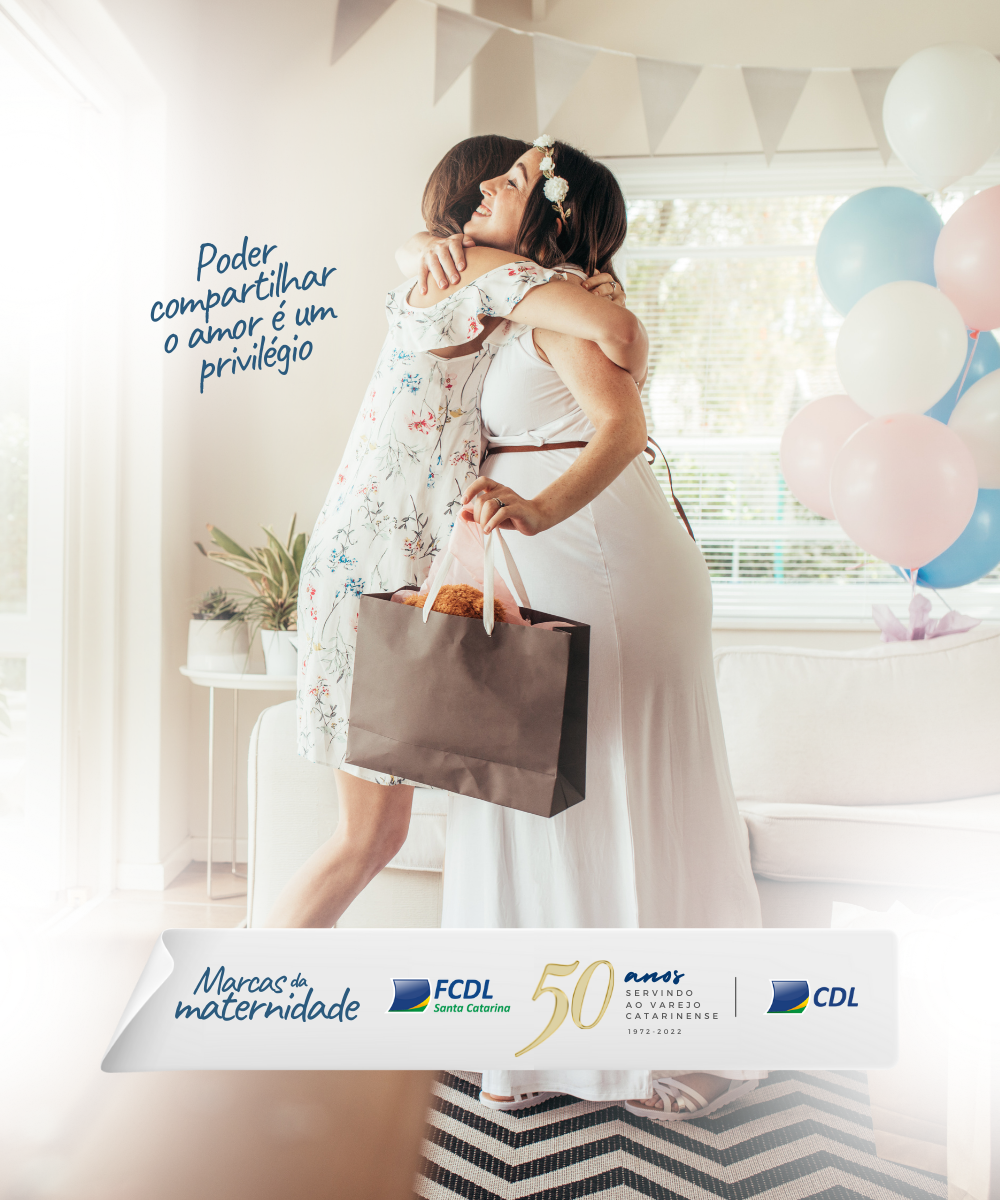 Poder
compartilhar
o amor é um
privilégio
Marcas da
maternidade
FCDL
Santa Catarina
50
anos
SERVINDO
AO VAREJO
CATARINENSE
1972-2022
CDL